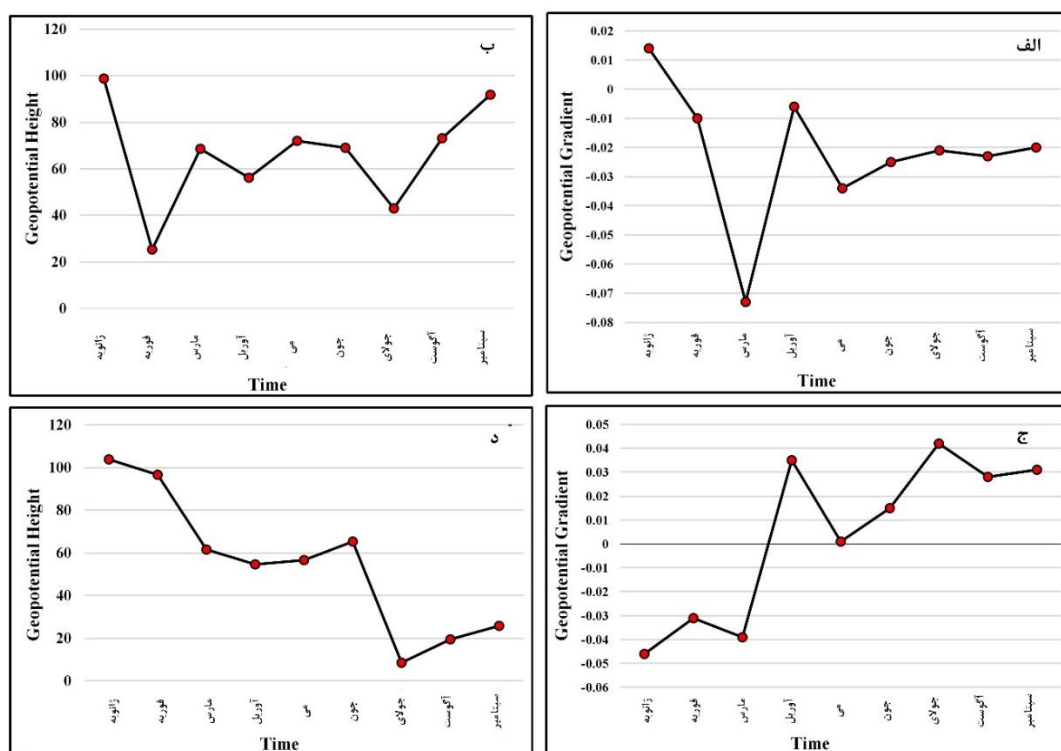 ب
Geopotential Height
120
100
80
60
40
20
0
ژانویه
فوریه
مارس
آوریل
می
جون
جولای
آگوست
سپتامبر
Time
الف
Geopotential Gradient
0.02
0.01
0
-0.01
-0.02
-0.03
-0.04
-0.05
-0.06
-0.07
-0.08
ژانویه
فوریه
مارس
آوریل
می
جون
جولای
آگوست
سپتامبر
Time
Geopotential Height
120
100
80
60
40
20
0
ژانویه
فوریه
مارس
آوریل
می
جون
جولای
آگوست
سپتامبر
Time
ج
Geopotential Gradient
0.05
0.04
0.03
0.02
0.01
0
-0.01
-0.02
-0.03
-0.04
-0.05
-0.06
ژانویه
فوریه
مارس
آوریل
می
جون
جولای
آگوست
سپتامبر
Time